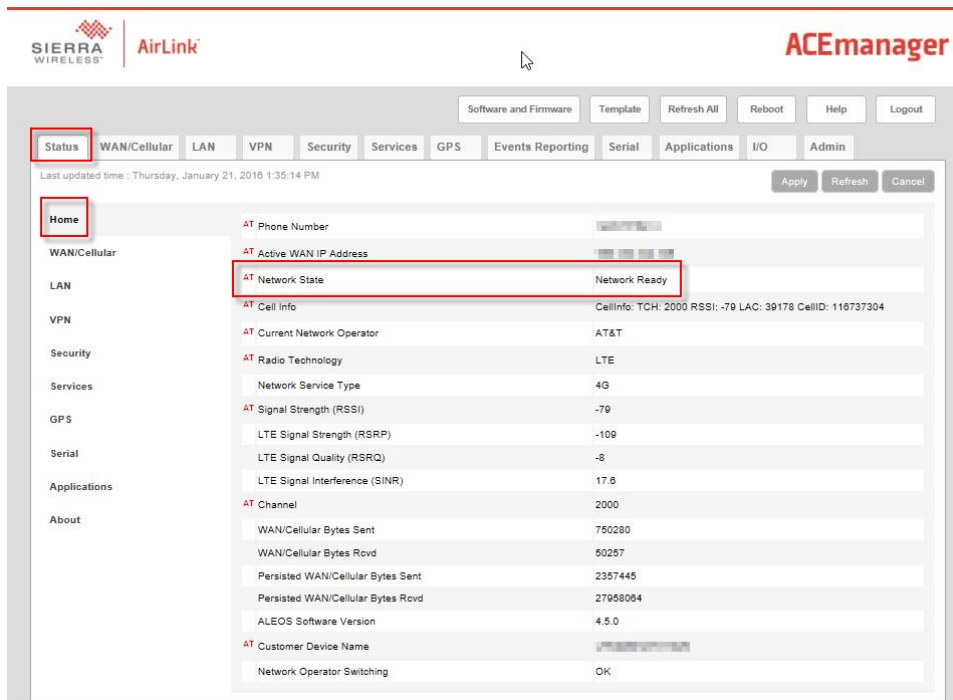 SIERRA
WIRELESS
AirLink
ACEmanager
Software and Firmware Template Refresh All Reboot Help Logout
Status WAN/Cellular LAN VPN Security Services GPS Events Reporting Serial Applications I/O Admin
Last updated time : Thursday, January 21, 2016 1:35:14 PM
Apply Refresh Cancel
Home
WAN/Cellular
LAN
VPN
Security
Services
GPS
Serial
Applications
About
AT Phone Number
AT Active WAN IP Address
AT Network State Network Ready
AT Cell Info CellInfo: TCH: 2000 RSSI: -79 LAC: 39178 CellID: 116737304
AT Current Network Operator AT&T
AT Radio Technology LTE
Network Service Type 4G
AT Signal Strength (RSSI) -79
LTE Signal Strength (RSRP) -109
LTE Signal Quality (RSRQ) -8
LTE Signal Interference (SINR) 17.6
AT Channel 2000
WAN/Cellular Bytes Sent 750280
WAN/Cellular Bytes Rcvd 50257
Persisted WAN/Cellular Bytes Sent 2357445
Persisted WAN/Cellular Bytes Rcvd 27958064
ALEOS Software Version 4.5.0
AT Customer Device Name
Network Operator Switching OK